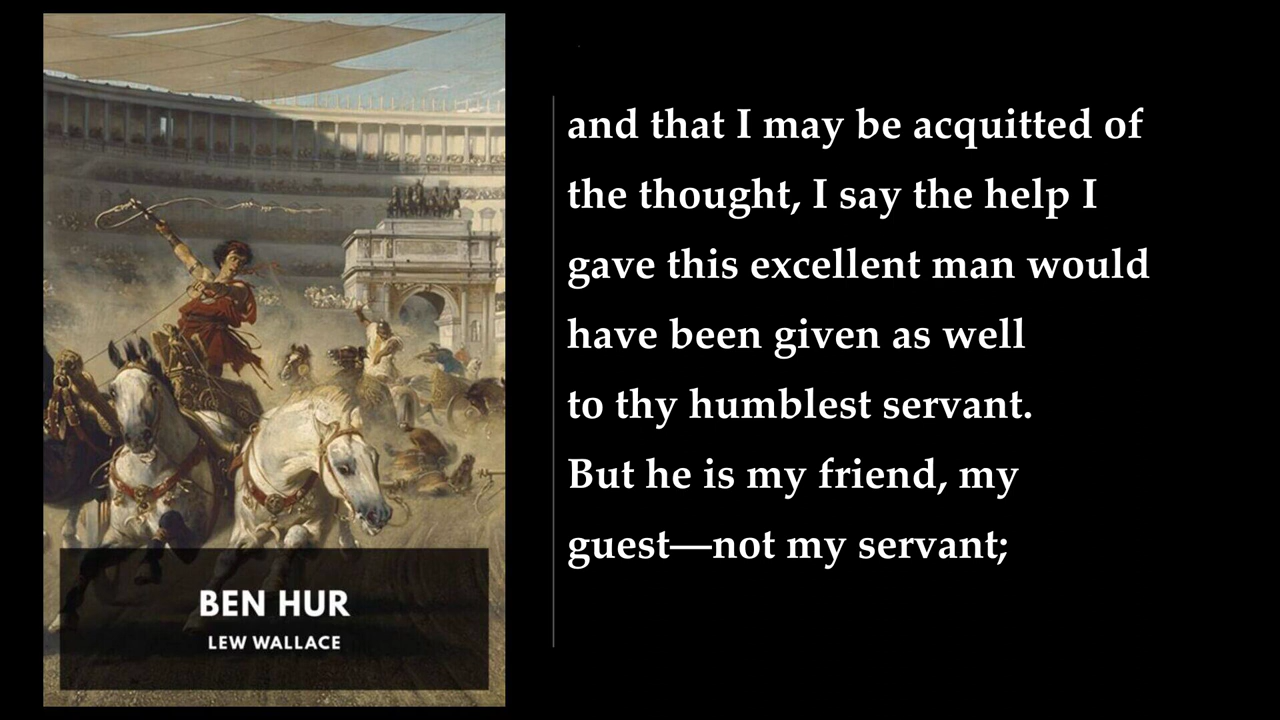 BEN HUR
LEW WALLACE
and that I may be acquitted of
the thought, I say the help I
gave this excellent man would
have been given as well
to thy humblest servant.
But he is my friend, my
guest—not my servant;